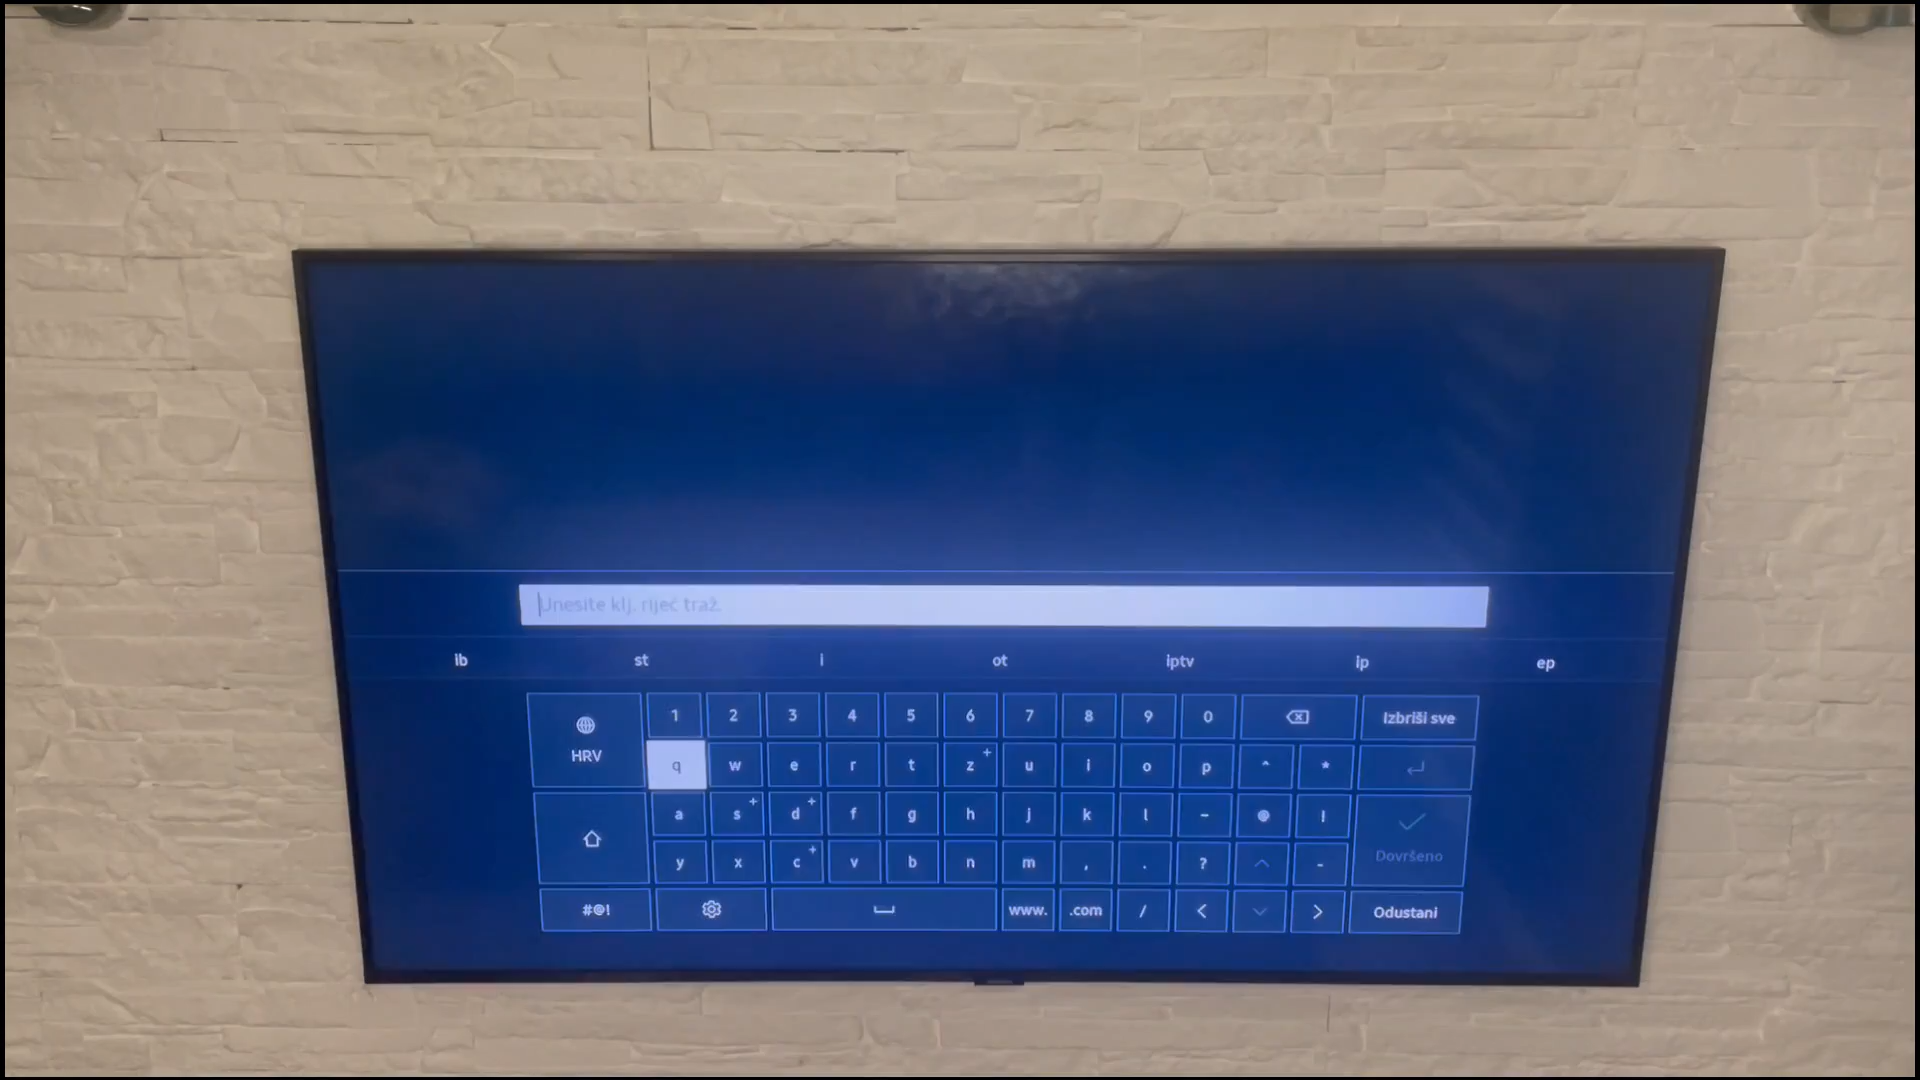 Unesite klj. riječ traž.
ib st i ot iptv ip ep
HRV
1 2 3 4 5 6 7 8 9 0 Izbriši sve
q w e r t z + u i o p ^ *
a s + d + f g h j k l ~ @ !
Dovršeno
y x c + v b n m , . ? -
#@! www. .com / < > Odustani